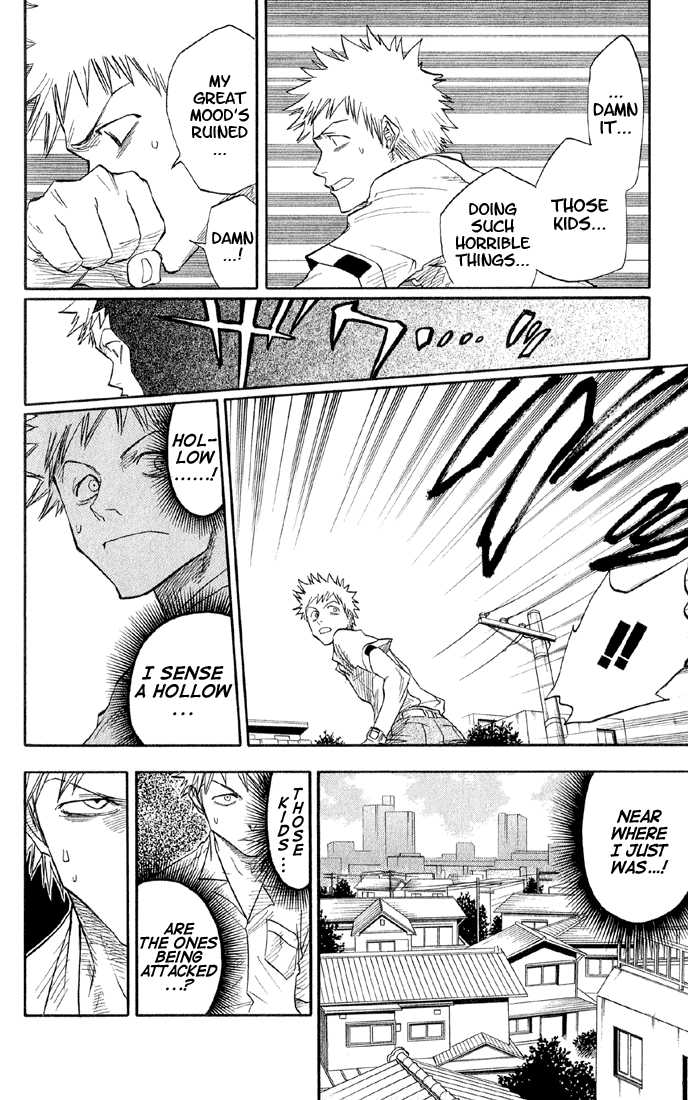 ...
DAMN
IT...
THOSE
KIDS...
DOING
SUCH
HORRIBLE
THINGS...
MY
GREAT
MOOD'S
RUINED
...
DAMN
...!
!!
HOL-
LOW
......!
I SENSE
A HOLLOW
...
NEAR
WHERE
I JUST
WAS...!
THOSE
KIDS...
ARE
THE ONES
BEING
ATTACKED
...?